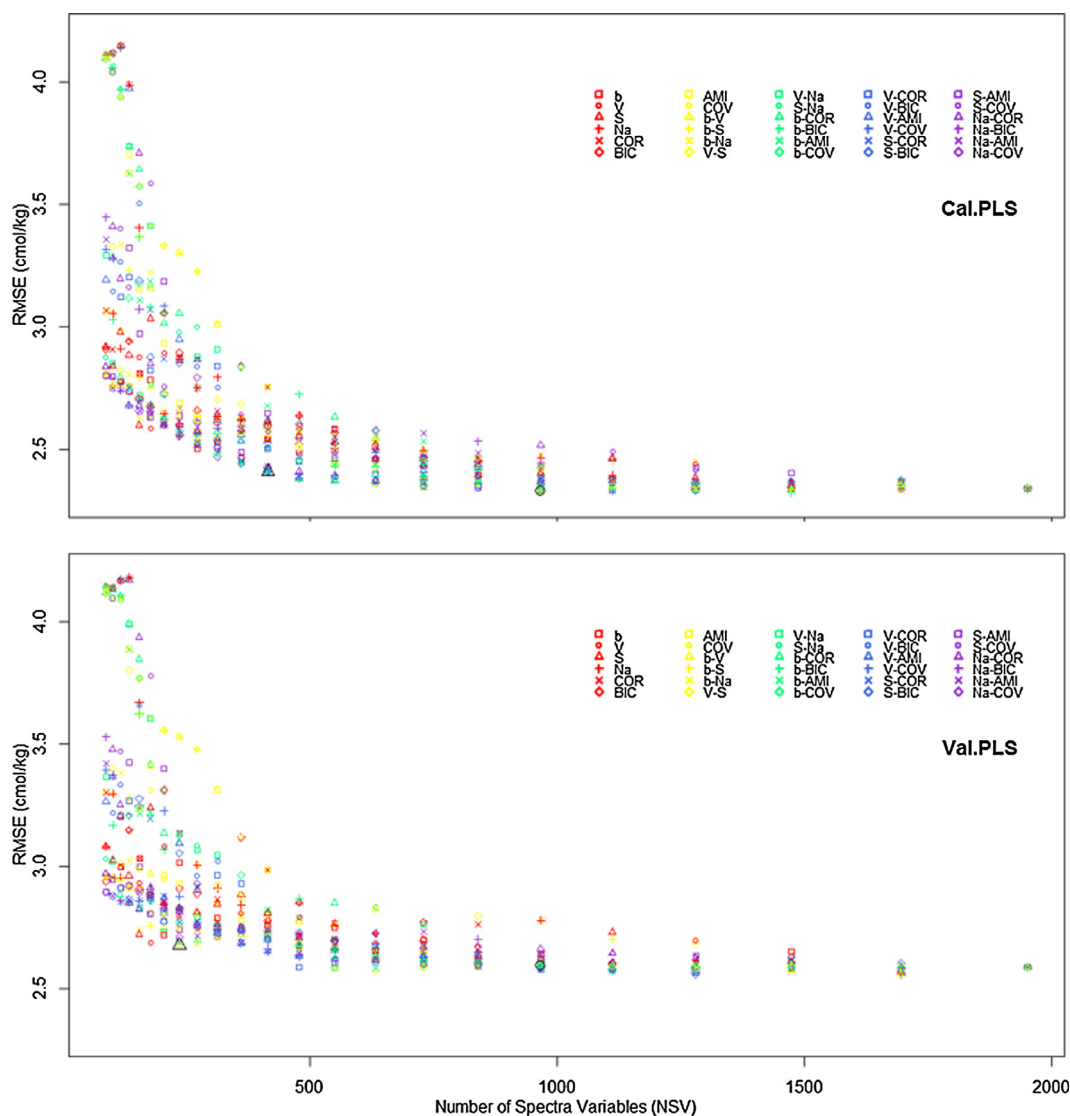 4.0
3.5
3.0
2.5
RMSE (cmol/kg)
b AMI V-Na V-COR S-AMI
V COV S-Na V-BIC S-COV
S b-V b-COR V-AMI Na-COR
Na b-S b-BIC V-COV Na-BIC
COR b-Na b-AMI S-COR Na-AMI
BIC V-S b-COV S-BIC Na-COV
Cal.PLS
500 1000 1500 2000
4.0
3.5
3.0
2.5
RMSE (cmol/kg)
b AMI V-Na V-COR S-AMI
V COV S-Na V-BIC S-COV
S b-V b-COR V-AMI Na-COR
Na b-S b-BIC V-COV Na-BIC
COR b-Na b-AMI S-COR Na-AMI
BIC V-S b-COV S-BIC Na-COV
Val.PLS
500 1000 1500 2000
Number of Spectra Variables (NSV)